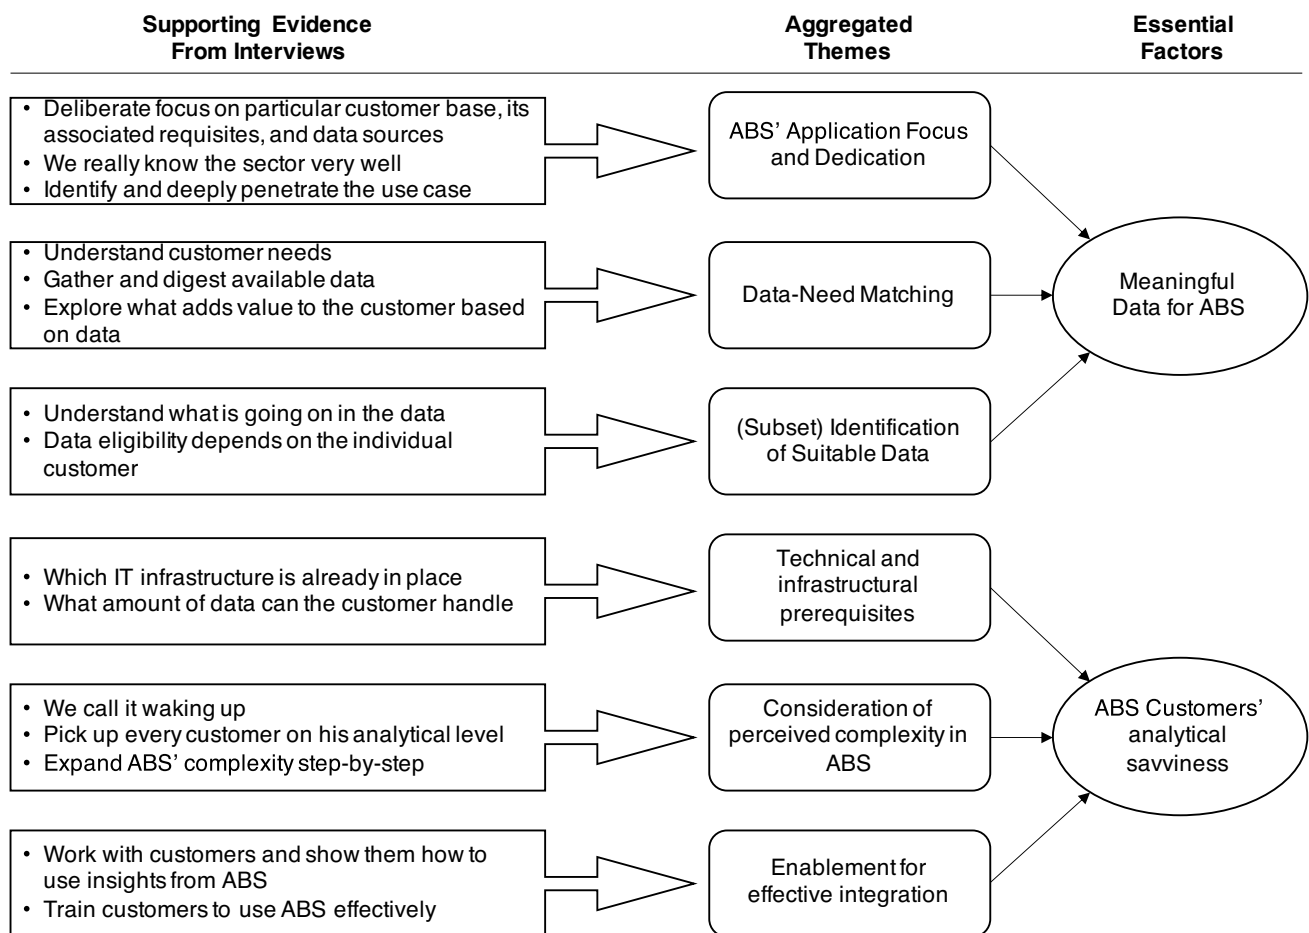 Supporting Evidence
From Interviews
Aggregated
Themes
Essential
Factors
• Deliberate focus on particular customer base, its
associated requisites, and data sources
• We really know the sector very well
• Identify and deeply penetrate the use case
ABS’ Application Focus
and Dedication
• Understand customer needs
• Gather and digest available data
• Explore what adds value to the customer based
on data
Data-Need Matching
Meaningful
Data for ABS
• Understand what is going on in the data
• Data eligibility depends on the individual
customer
(Subset) Identification
of Suitable Data
• Which IT infrastructure is already in place
• What amount of data can the customer handle
Technical and
infrastructural
prerequisites
• We call it waking up
• Pick up every customer on his analytical level
• Expand ABS’ complexity step-by-step
Consideration of
perceived complexity in
ABS
ABS Customers’
analytical
savviness
• Work with customers and show them how to
use insights from ABS
• Train customers to use ABS effectively
Enablement for
effective integration